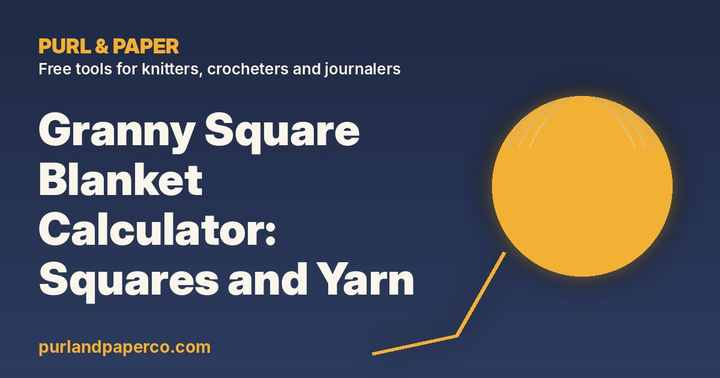 PURL & PAPER
Free tools for knitters, crocheters and journalers
Granny Square
Blanket
Calculator:
Squares and Yarn
purlandpaperco.com